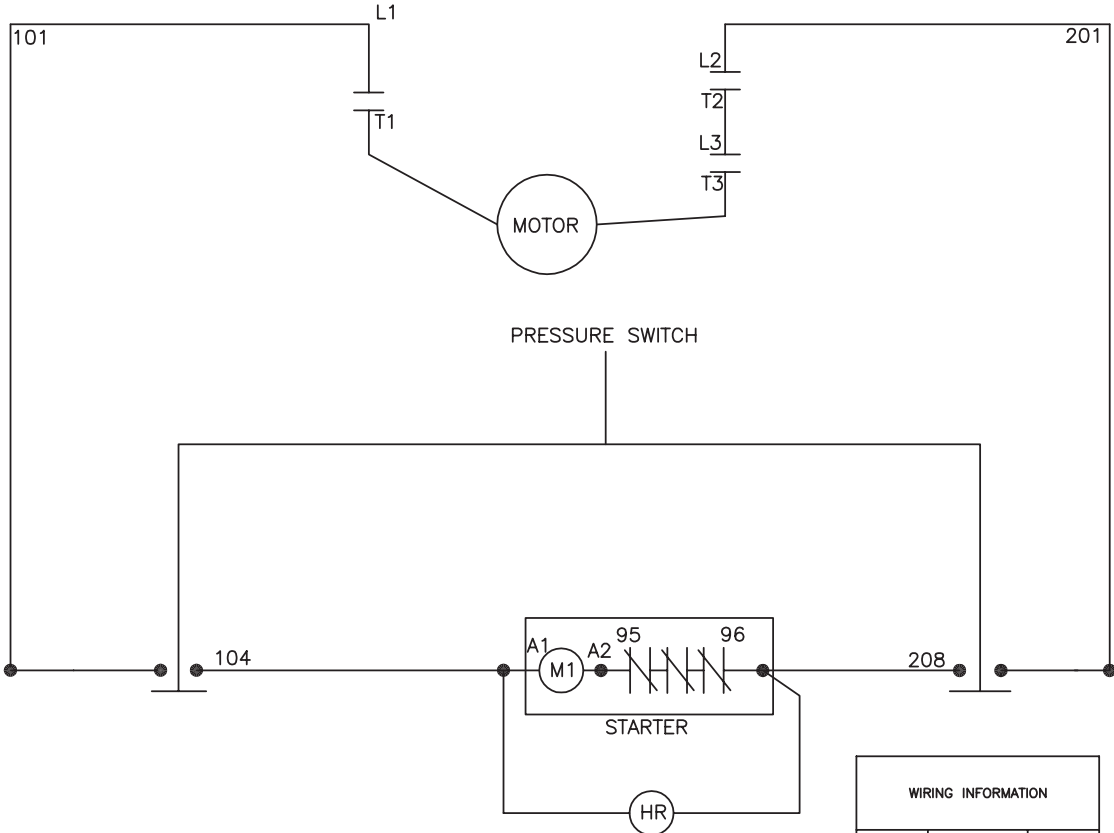 L1
101
201
L2
T2
T1
L3
T3
MOTOR
PRESSURE SWITCH
A1
M1
A2
95
96
104
208
STARTER
HR
WIRING INFORMATION